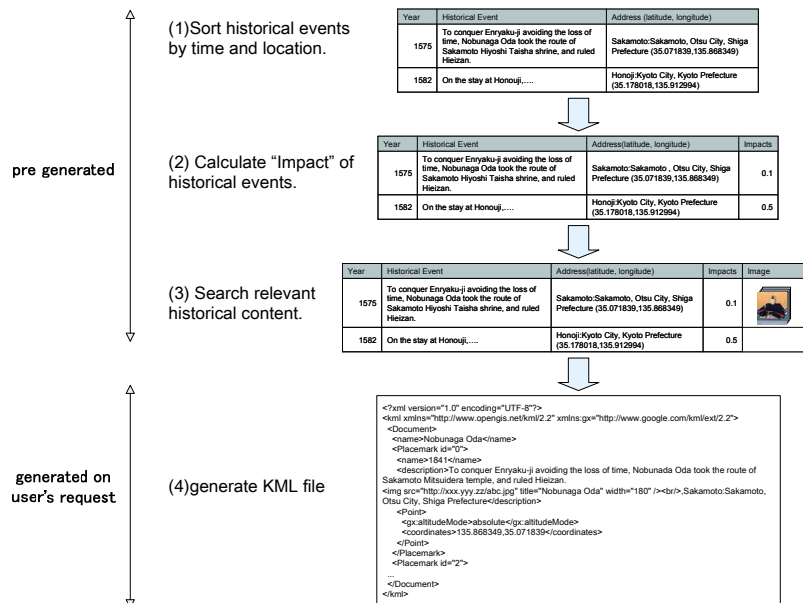 pre generated
(1)Sort historical events
by time and location.
Year Historical Event Address (latitude, longitude)
1575 To conquer Enryaku-ji avoiding the loss of
time, Nobunaga Oda took the route of
Sakamoto Hiyoshi Taisha shrine, and ruled
Hieizan.
Sakamoto:Sakamoto, Otsu City, Shiga
Prefecture (35.071839,135.868349)
1582 On the stay at Honouji,....
Honoji:Kyoto City, Kyoto Prefecture
(35.178018,135.912994)
(2) Calculate “Impact” of
historical events.
Year Historical Event Address(latitude, longitude) Impacts
1575 To conquer Enryaku-ji avoiding the loss of
time, Nobunaga Oda took the route of
Sakamoto Hiyoshi Taisha shrine, and ruled
Hieizan.
Sakamoto:Sakamoto , Otsu City, Shiga
Prefecture (35.071839,135.868349)
0.1
1582 On the stay at Honouji,....
Honoji:Kyoto City, Kyoto Prefecture
(35.178018,135.912994)
0.5
(3) Search relevant
historical content.
Year Historical Event Address(latitude, longitude) Impacts Image
1575 To conquer Enryaku-ji avoiding the loss of
time, Nobunaga Oda took the route of
Sakamoto Hiyoshi Taisha shrine, and ruled
Hieizan.
Sakamoto:Sakamoto, Otsu City, Shiga
Prefecture (35.071839,135.868349)
0.1
1582 On the stay at Honouji,....
Honoji:Kyoto City, Kyoto Prefecture
(35.178018,135.912994)
0.5
generated on
user's request
(4)generate KML file
<?xml version="1.0" encoding="UTF-8"?>
<kml xmlns="http://www.opengis.net/kml/2.2" xmlns:gx="http://www.google.com/kml/ext/2.2">
<Document>
<name>Nobunaga Oda</name>
<Placemark id="0">
<name>1841</name>
<description>To conquer Enryaku-ji avoiding the loss of time, Nobunada Oda took the route of
Sakamoto Mitsuidera temple, and ruled Hiezan.
<img src="http://xxx.yyy.zz/abc.jpg" title="Nobunaga Oda" width="180" /><br/>,Sakamoto:Sakamoto,
Otsu City, Shiga Prefecture</description>
<Point>
<gx:altitudeMode>absolute</gx:altitudeMode>
<coordinates>135.868349,35.071839</coordinates>
</Point>
</Placemark>
<Placemark id="2">
...
</Document>
</kml>